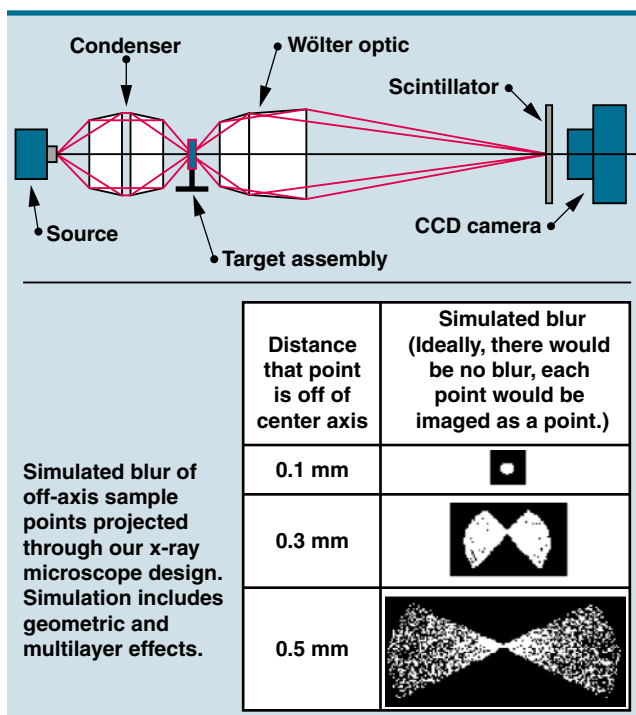 Condenser
Wölter optic
Scintillator
Source
Target assembly
CCD camera
Distance
that point
is off of
center axis
Simulated blur
(Ideally, there would
be no blur, each
point would be
imaged as a point.)
0.1 mm
0.3 mm
0.5 mm
Simulated blur of
off-axis sample
points projected
through our x-ray
microscope design.
Simulation includes
geometric and
multilayer effects.